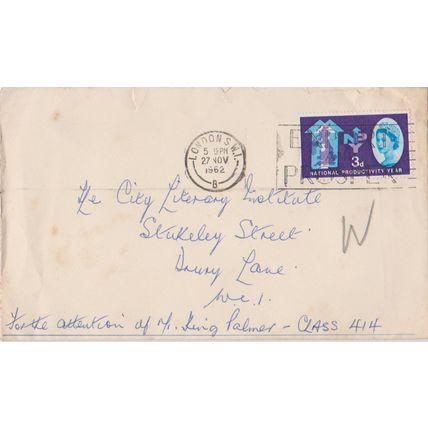 LONDON S.W.1.
5 15PM
27 NOV
1962
B
E
PROSPER
NPY
3d
NATIONAL PRODUCTIVITY YEAR
The City Literary Institute
Stukeley Street
Drury Lane.
W.C.1.
W
For the attention of Mr. King Palmer - CLASS 414